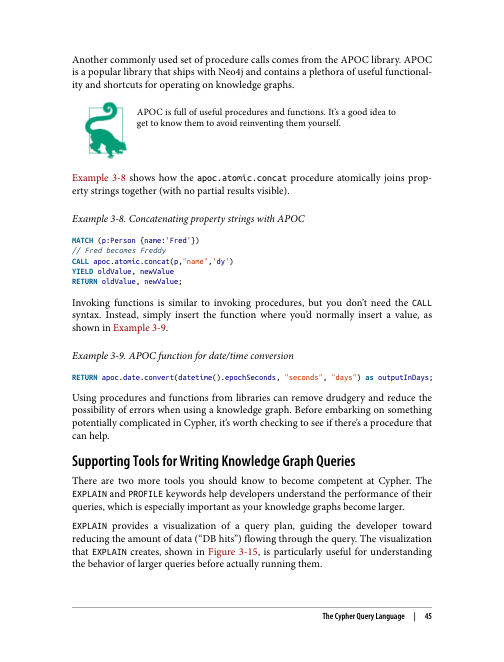 Another commonly used set of procedure calls comes from the APOC library. APOC
is a popular library that ships with Neo4j and contains a plethora of useful functional-
ity and shortcuts for operating on knowledge graphs.
APOC is full of useful procedures and functions. It's a good idea to
get to know them to avoid reinventing them yourself.
Example 3-8 shows how the apoc.atomic.concat procedure atomically joins prop-
erty strings together (with no partial results visible).
Example 3-8. Concatenating property strings with APOC
MATCH (p:Person {name:'Fred'})
// Fred becomes Freddy
CALL apoc.atomic.concat(p,"name",'dy')
YIELD oldValue, newValue
RETURN oldValue, newValue;
Invoking functions is similar to invoking procedures, but you don't need the CALL
syntax. Instead, simply insert the function where you'd normally insert a value, as
shown in Example 3-9.
Example 3-9. APOC function for date/time conversion
RETURN apoc.date.convert(datetime().epochSeconds, "seconds", "days") as outputInDays;
Using procedures and functions from libraries can remove drudgery and reduce the
possibility of errors when using a knowledge graph. Before embarking on something
potentially complicated in Cypher, it's worth checking to see if there's a procedure that
can help.
Supporting Tools for Writing Knowledge Graph Queries
There are two more tools you should know to become competent at Cypher. The
EXPLAIN and PROFILE keywords help developers understand the performance of their
queries, which is especially important as your knowledge graphs become larger.
EXPLAIN provides a visualization of a query plan, guiding the developer toward
reducing the amount of data ("DB hits") flowing through the query. The visualization
that EXPLAIN creates, shown in Figure 3-15, is particularly useful for understanding
the behavior of larger queries before actually running them.
The Cypher Query Language | 45